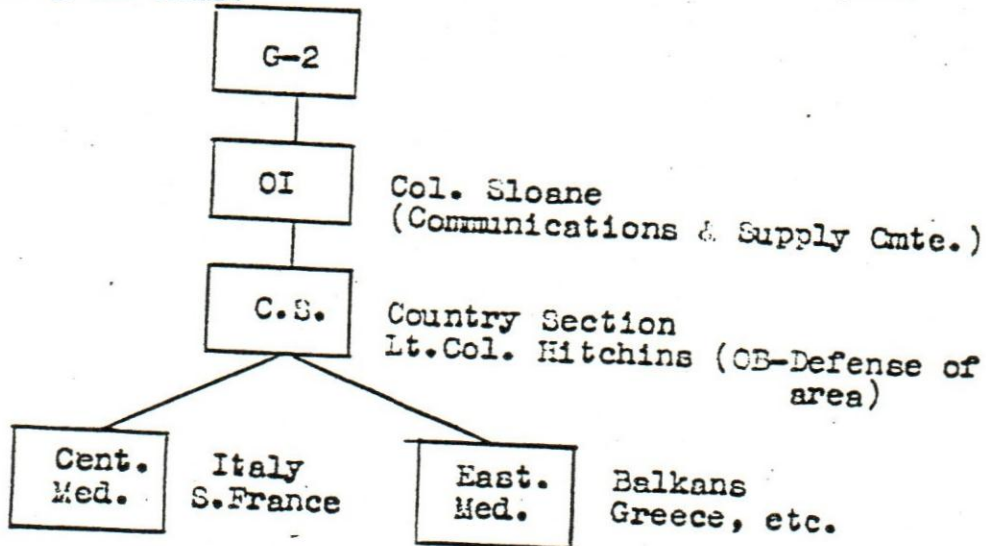 G-2
OI
Col. Sloane
(Communications & Supply Cmte.)
C.S.
Country Section
Lt.Col. Hitchins (OB-Defense of
area)
Cent.
Med.
Italy
S.France
East.
Med.
Balkans
Greece, etc.